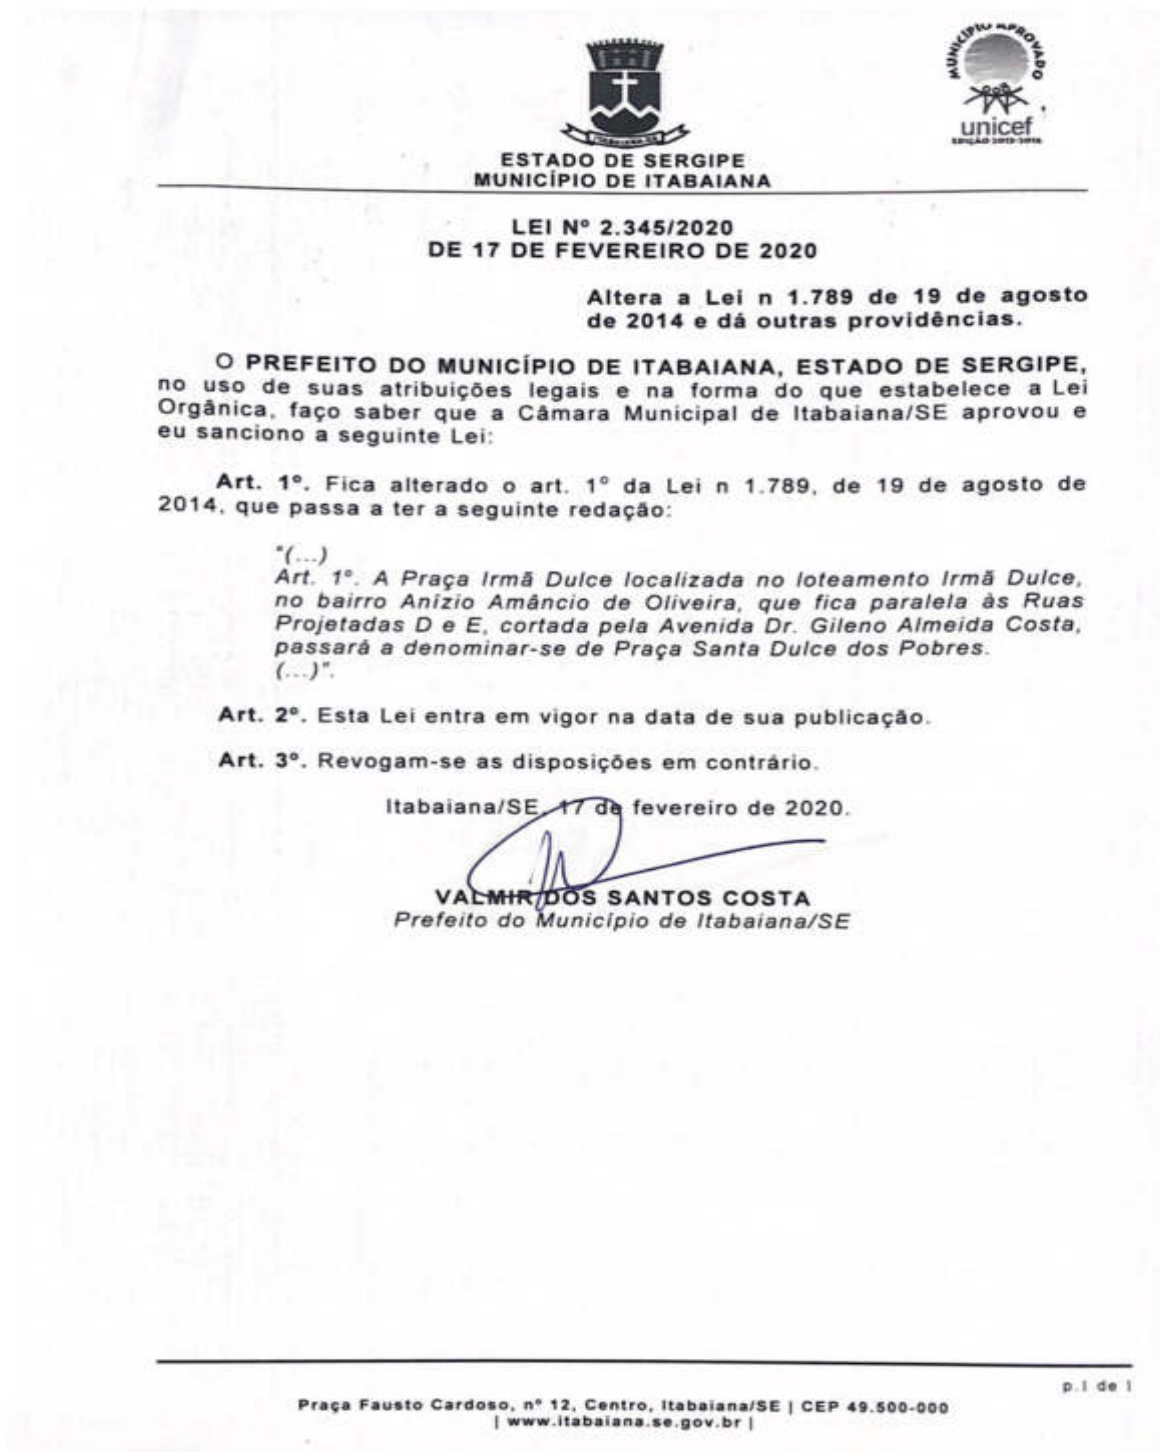 MUNICÍPIO APROVADO
unicef
EDIÇÃO 2013-2016
ITABAIANA-SE
ESTADO DE SERGIPE
MUNICÍPIO DE ITABAIANA
LEI Nº 2.345/2020
DE 17 DE FEVEREIRO DE 2020
Altera a Lei n 1.789 de 19 de agosto
de 2014 e dá outras providências.
O PREFEITO DO MUNICÍPIO DE ITABAIANA, ESTADO DE SERGIPE,
no uso de suas atribuições legais e na forma do que estabelece a Lei
Orgânica, faço saber que a Câmara Municipal de Itabaiana/SE aprovou e
eu sanciono a seguinte Lei:
Art. 1º. Fica alterado o art. 1º da Lei n 1.789, de 19 de agosto de
2014, que passa a ter a seguinte redação:
"(...)
Art. 1º. A Praça Irmã Dulce localizada no loteamento Irmã Dulce,
no bairro Anízio Amâncio de Oliveira, que fica paralela às Ruas
Projetadas D e E, cortada pela Avenida Dr. Gileno Almeida Costa,
passará a denominar-se de Praça Santa Dulce dos Pobres.
(...)".
Art. 2º. Esta Lei entra em vigor na data de sua publicação.
Art. 3º. Revogam-se as disposições em contrário.
Itabaiana/SE, 17 de fevereiro de 2020.
VALMIR DOS SANTOS COSTA
Prefeito do Município de Itabaiana/SE
p.1 de 1
Praça Fausto Cardoso, nº 12, Centro, Itabaiana/SE | CEP 49.500-000
| www.itabaiana.se.gov.br |